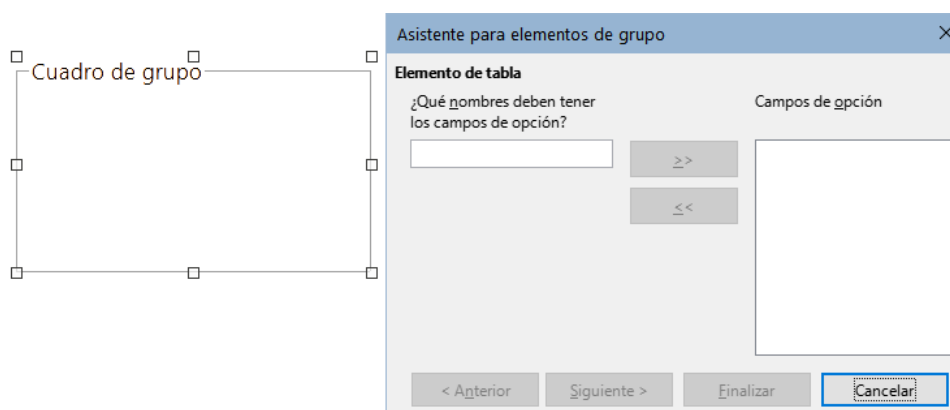 Cuadro de grupo
Asistente para elementos de grupo
Elemento de tabla
¿Qué nombres deben tener
los campos de opción?
Campos de opción
>>
<<
< Anterior
Siguiente >
Finalizar
Cancelar